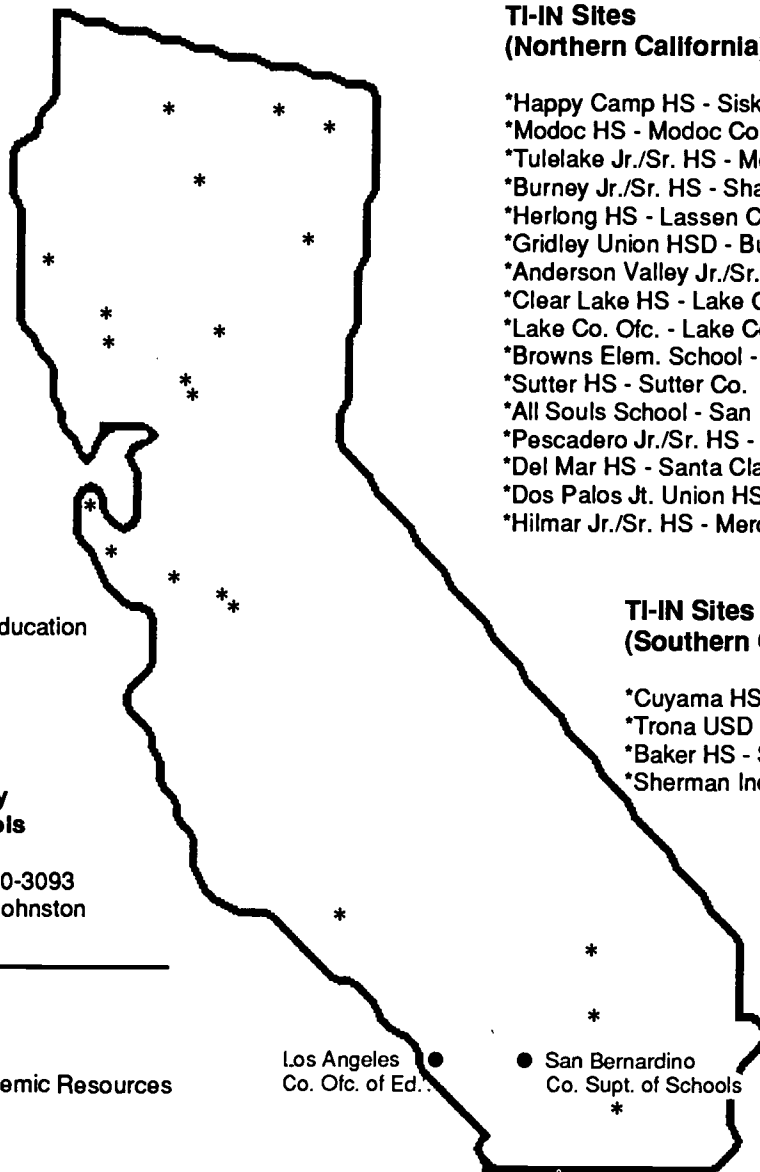 TI-IN Sites
(Northern California)
*Happy Camp HS - Sisk
*Modoc HS - Modoc Co
*Tulelake Jr./Sr. HS - Mo
*Burney Jr./Sr. HS - Sha
*Herlong HS - Lassen C
*Gridley Union HSD - Bu
*Anderson Valley Jr./Sr.
*Clear Lake HS - Lake C
*Lake Co. Ofc. - Lake Co
*Browns Elem. School -
*Sutter HS - Sutter Co.
*All Souls School - San
*Pescadero Jr./Sr. HS -
*Del Mar HS - Santa Cla
*Dos Palos Jt. Union HS
*Hilmar Jr./Sr. HS - Merc
ducation
TI-IN Sites
(Southern C
*Cuyama HS
*Trona USD
*Baker HS - S
*Sherman Ind
y
ols
0-3093
ohnston
emic Resources
Los Angeles
Co. Ofc. of Ed.
San Bernardino
Co. Supt. of Schools